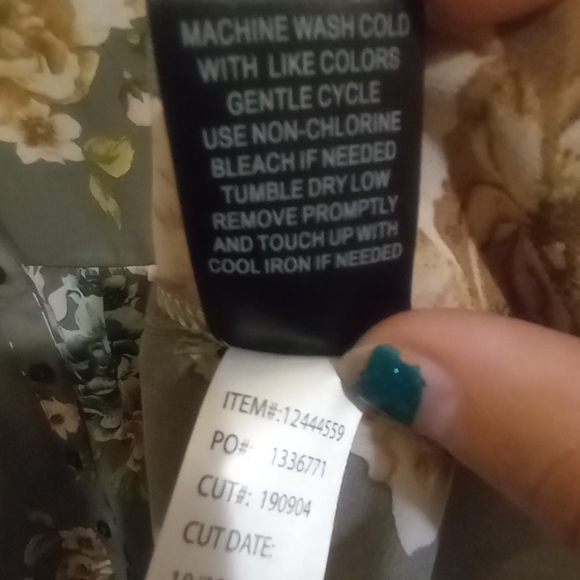 MACHINE WASH COLD
WITH LIKE COLORS
GENTLE CYCLE
USE NON-CHLORINE
BLEACH IF NEEDED
TUMBLE DRY LOW
REMOVE PROMPTLY
AND TOUCH UP WITH
COOL IRON IF NEEDED
ITEM#:12444559
PO#: 1336771
CUT#: 190904
CUT DATE: